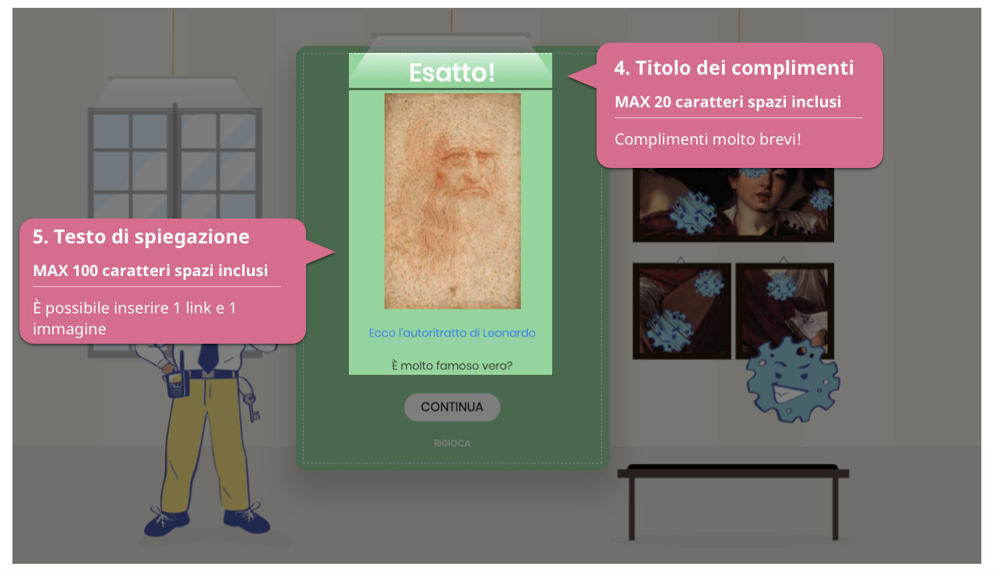 Esatto!
4. Titolo dei complimenti
MAX 20 caratteri spazi inclusi
Complimenti molto brevi!
5. Testo di spiegazione
MAX 100 caratteri spazi inclusi
È possibile inserire 1 link e 1
immagine
Ecco l'autoritratto di Leonardo
È molto famoso vero?
CONTINUA
RIGIOCA